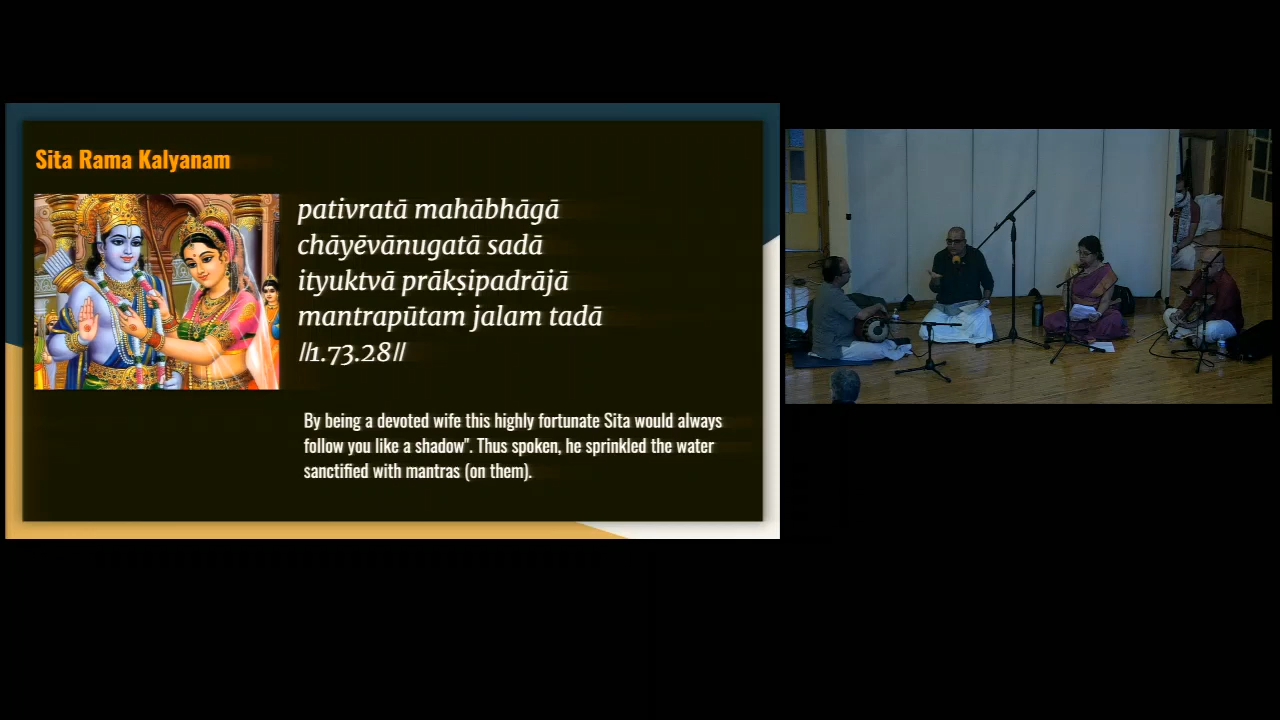 Sita Rama Kalyanam
pativratā mahābhāgā
chāyēvānugatā sadā
ityuktvā prākṣipadrājā
mantrapūtam jalam tadā
//1.73.28//
By being a devoted wife this highly fortunate Sita would always
follow you like a shadow". Thus spoken, he sprinkled the water
sanctified with mantras (on them).